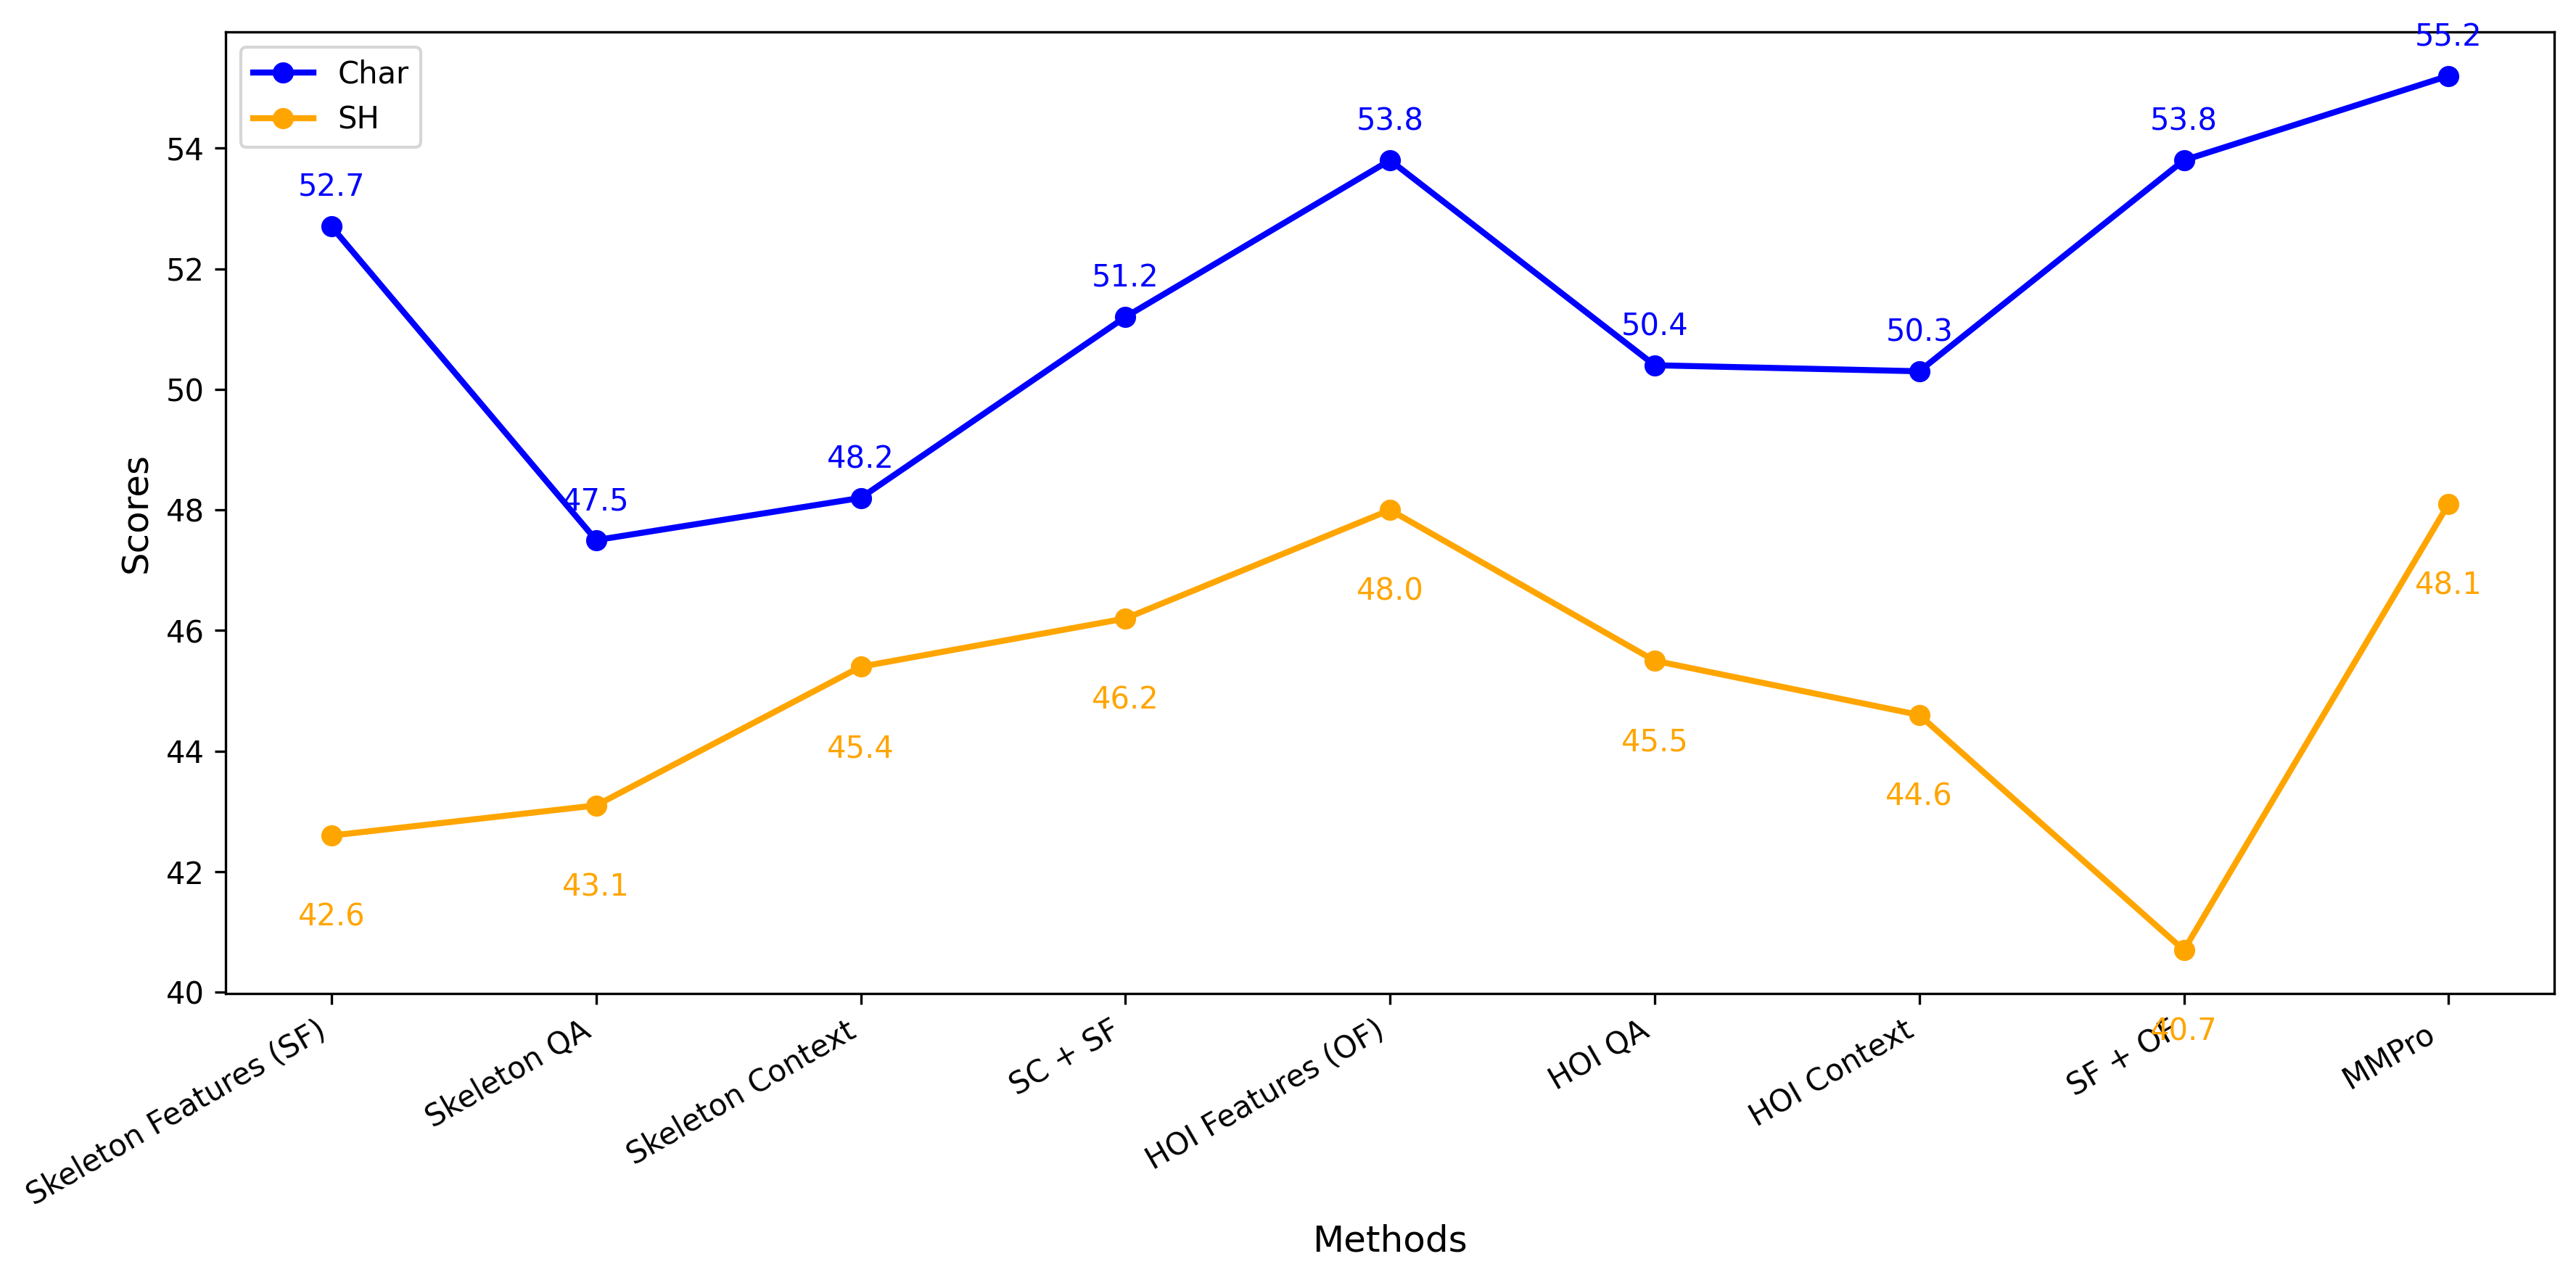 Char
SH
Scores
54
52
50
48
46
44
42
40
52.7
47.5
48.2
51.2
53.8
50.4
50.3
53.8
55.2
42.6
43.1
45.4
46.2
48.0
45.5
44.6
40.7
48.1
Skeleton Features (SF)
Skeleton QA
Skeleton Context
SC + SF
HOI Features (OF)
HOI QA
HOI Context
SF + OF
MMPro
Methods